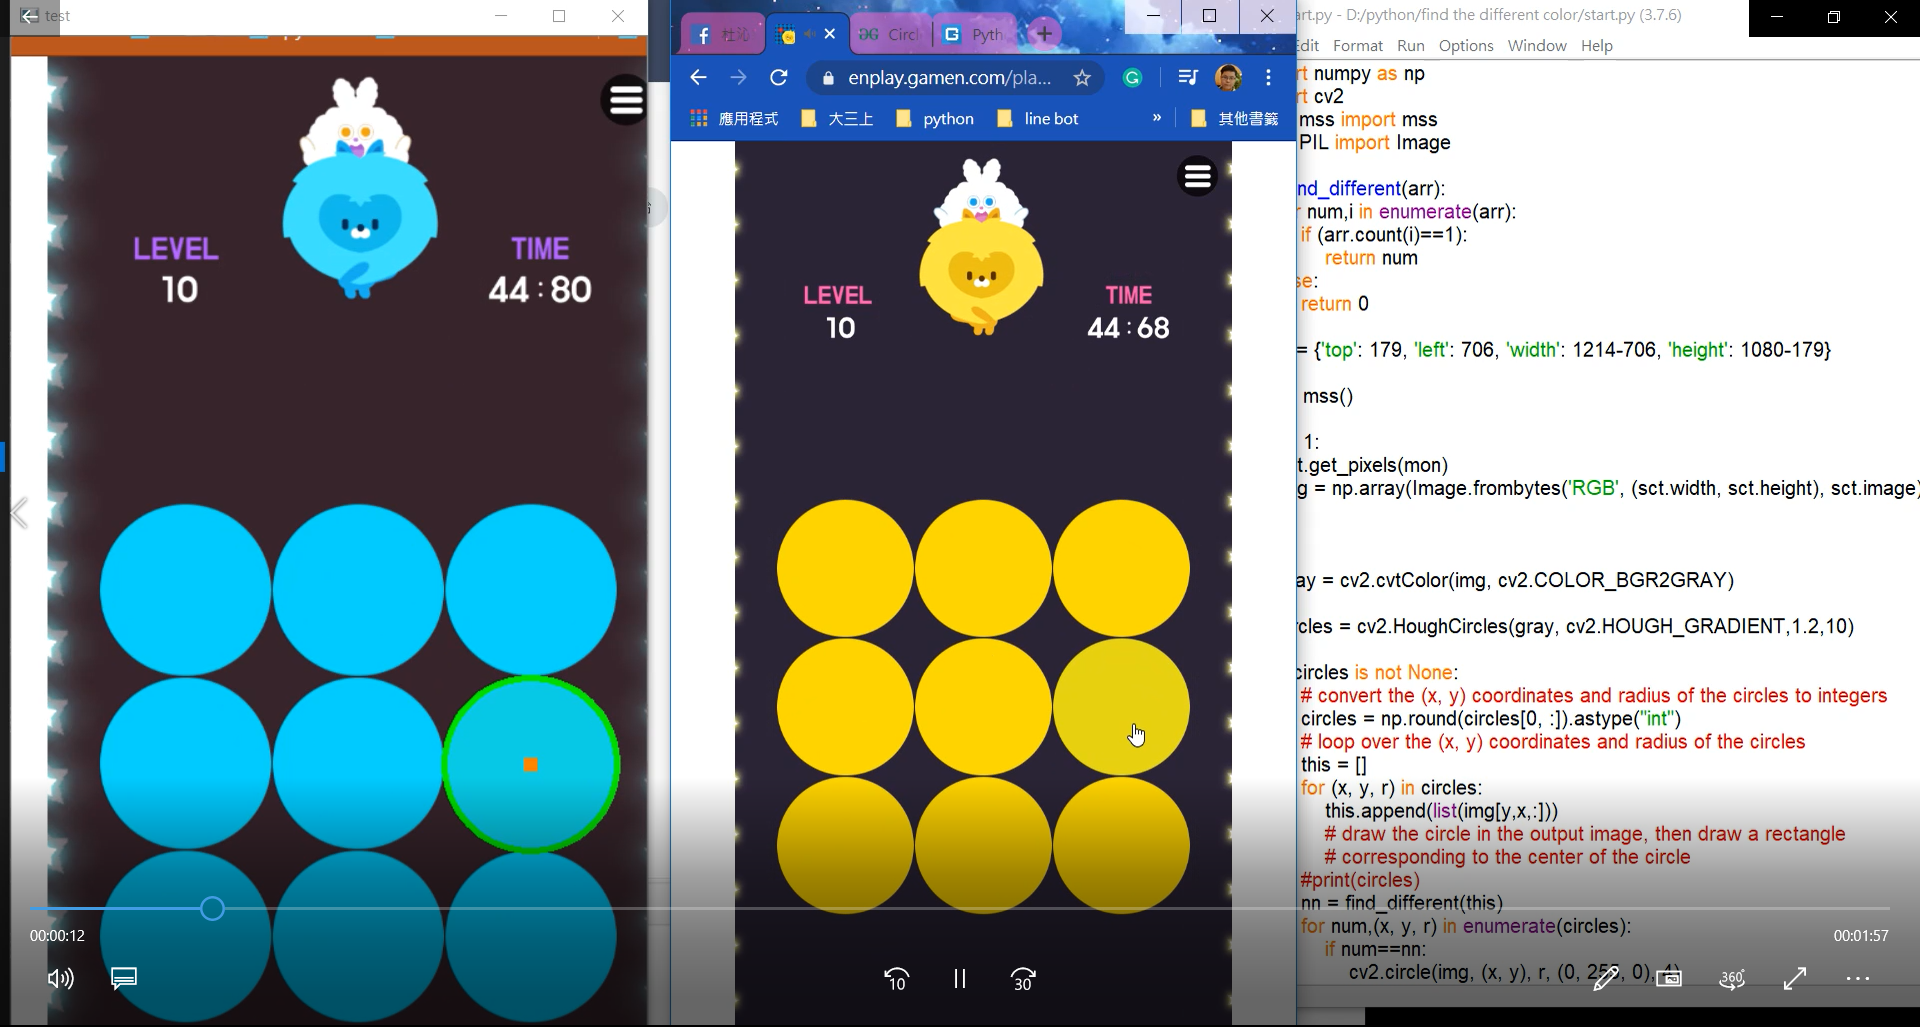 test
LEVEL
10
TIME
44:80
杜沁
Circl
Pyth
enplay.gamen.com/pla...
應用程式
大三上
python
line bot
»
其他書籤
LEVEL
10
TIME
44:68
art.py - D:/python/find the different color/start.py (3.7.6)
dit Format Run Options Window Help
rt numpy as np
rt cv2
mss import mss
PIL import Image
nd_different(arr):
r num,i in enumerate(arr):
if (arr.count(i)==1):
return num
se:
return 0
= {'top': 179, 'left': 706, 'width': 1214-706, 'height': 1080-179}
mss()
1:
t.get_pixels(mon)
g = np.array(Image.frombytes('RGB', (sct.width, sct.height), sct.image)
ay = cv2.cvtColor(img, cv2.COLOR_BGR2GRAY)
rcles = cv2.HoughCircles(gray, cv2.HOUGH_GRADIENT,1.2,10)
circles is not None:
# convert the (x, y) coordinates and radius of the circles to integers
circles = np.round(circles[0, :]).astype("int")
# loop over the (x, y) coordinates and radius of the circles
this = []
for (x, y, r) in circles:
this.append(list(img[y,x,:]))
# draw the circle in the output image, then draw a rectangle
# corresponding to the center of the circle
#print(circles)
nn = find_different(this)
for num,(x, y, r) in enumerate(circles):
if num==nn:
cv2.circle(img, (x, y), r, (0, 255, 0), 4)
00:00:12
00:01:57
10
30
360°